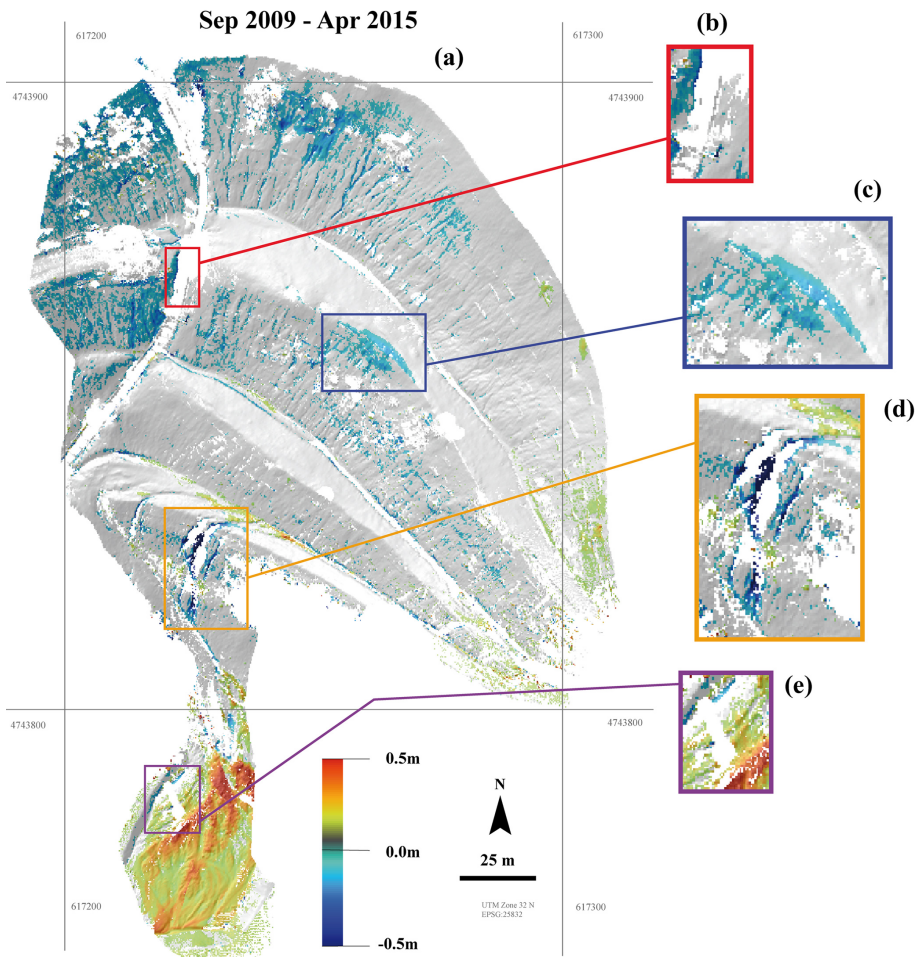 Sep 2009 - Apr 2015
(b)
617200
617300
(a)
4743900
4743900
(c)
(d)
(e)
4743800
4743800
0.5m
N
0.0m
25 m
617200
UTM Zone 32 N
EPSG:25832
617300
-0.5m